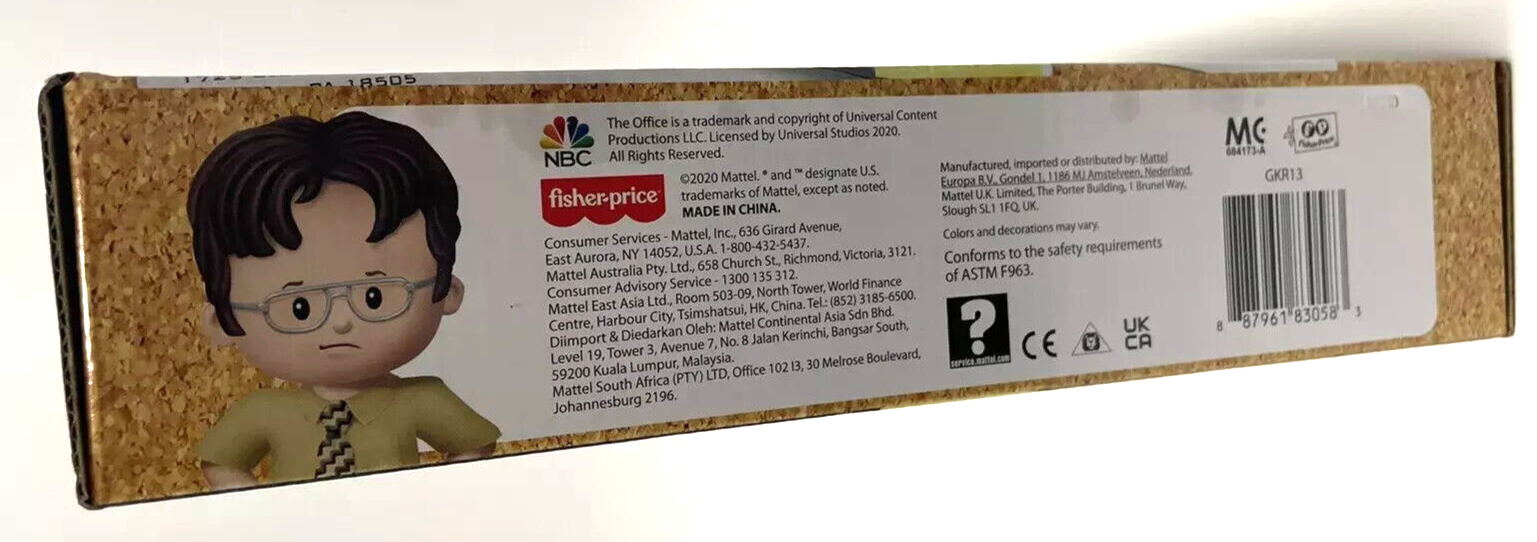 PA 18505
The Office is a trademark and copyright of Universal Content
Productions LLC. Licensed by Universal Studios 2020.
All Rights Reserved.
NBC
fisher-price
©2020 Mattel. ® and ™ designate U.S.
trademarks of Mattel, except as noted.
MADE IN CHINA.
Consumer Services - Mattel, Inc., 636 Girard Avenue,
East Aurora, NY 14052, U.S.A. 1-800-432-5437.
Mattel Australia Pty. Ltd., 658 Church St., Richmond, Victoria, 3121.
Consumer Advisory Service - 1300 135 312.
Mattel East Asia Ltd., Room 503-09, North Tower, World Finance
Centre, Harbour City, Tsimshatsui, HK, China. Tel.: (852) 3185-6500.
Diimport & Diedarkan Oleh: Mattel Continental Asia Sdn Bhd.
Level 19, Tower 3, Avenue 7, No. 8 Jalan Kerinchi, Bangsar South,
59200 Kuala Lumpur, Malaysia.
Mattel South Africa (PTY) LTD, Office 102 I3, 30 Melrose Boulevard,
Johannesburg 2196.
Manufactured, imported or distributed by: Mattel
Europa B.V., Gondel 1, 1186 MJ Amstelveen, Nederland.
Mattel U.K. Limited, The Porter Building, 1 Brunel Way,
Slough SL1 1FQ, UK.
Colors and decorations may vary.
Conforms to the safety requirements
of ASTM F963.
?
service.mattel.com
CE
UK
CA
MC
684173-A
Fisher-Price
GKR13
8 87961 83058 3